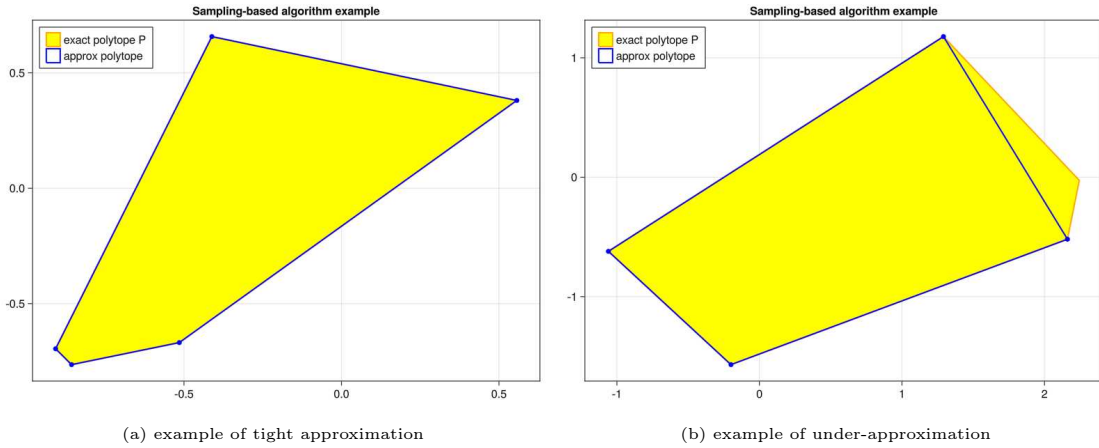 Sampling-based algorithm example
exact polytope P
approx polytope
0.5
0.0
-0.5
-0.5
0.0
0.5
(a) example of tight approximation
Sampling-based algorithm example
exact polytope P
approx polytope
1
0
-1
-1
0
1
2
(b) example of under-approximation